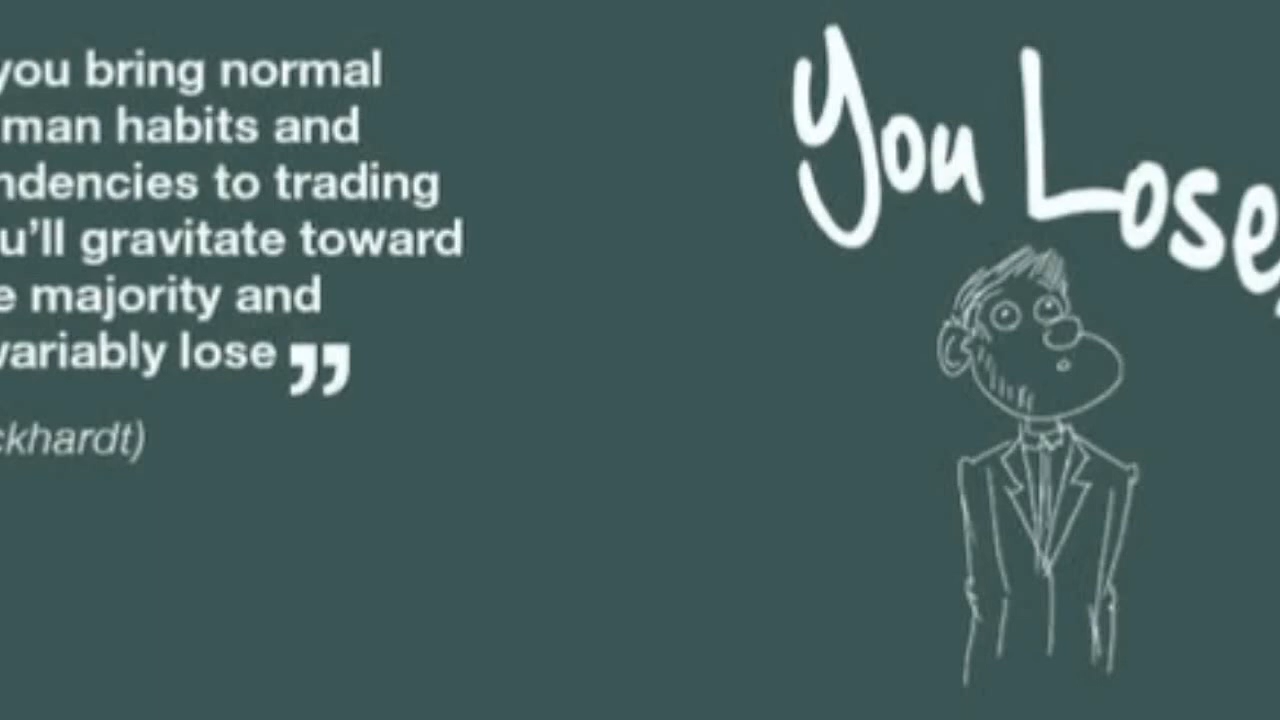 you bring normal
man habits and
ndencies to trading
u'll gravitate toward
e majority and
variably lose ”
ckhardt)
You Lose,